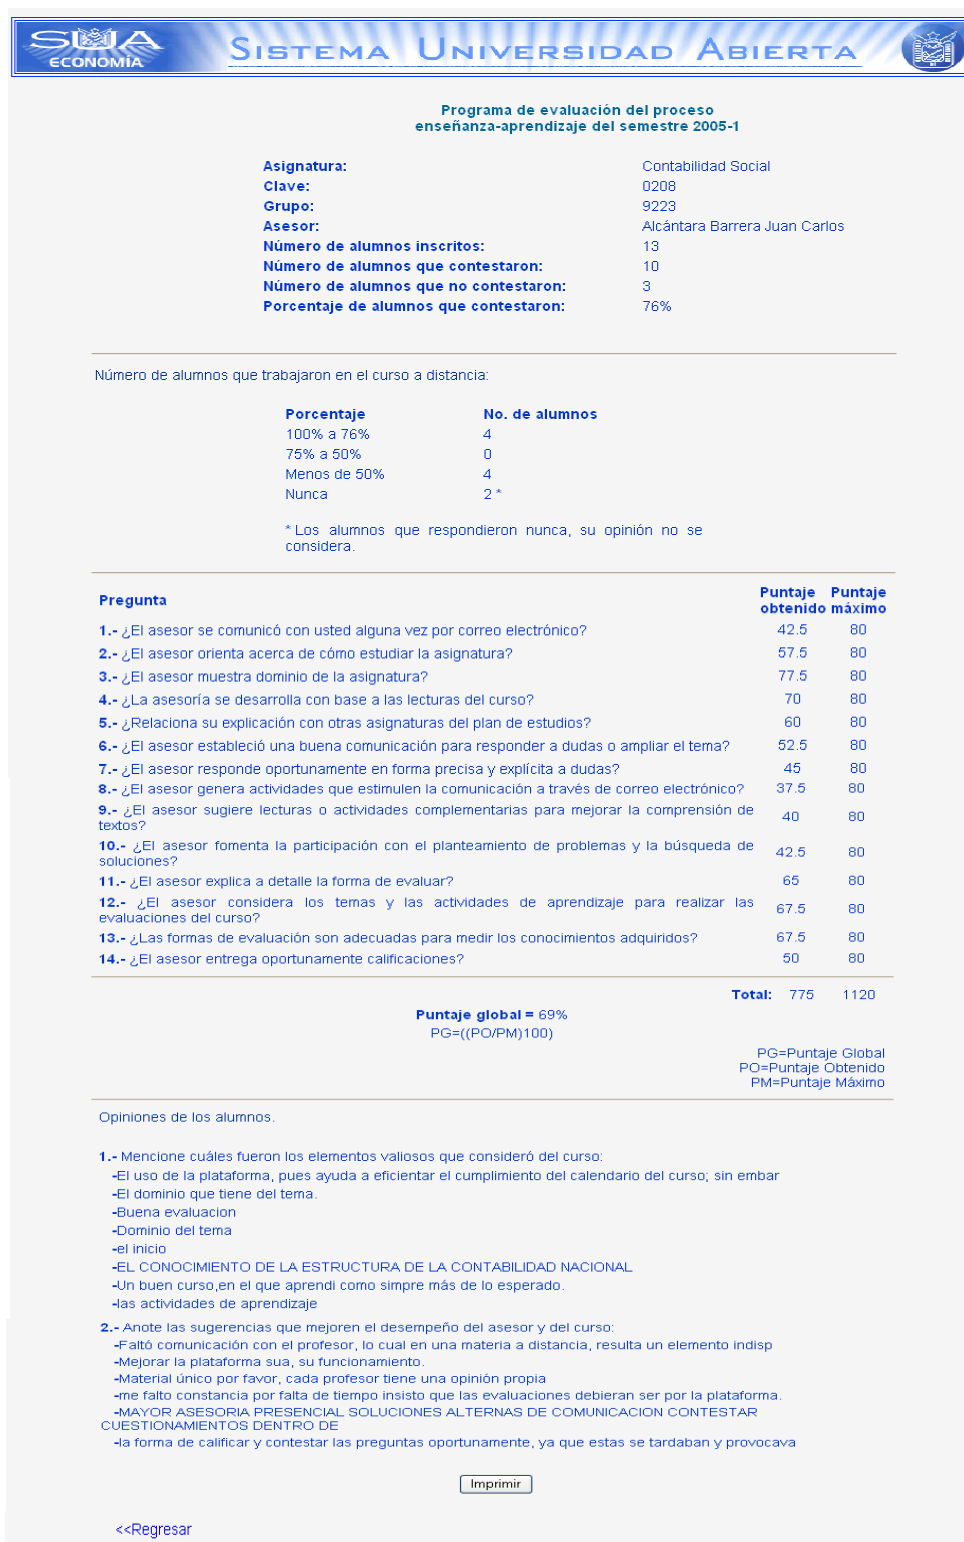 SUA
ECONOMÍA
SISTEMA UNIVERSIDAD ABIERTA
Programa de evaluación del proceso
enseñanza-aprendizaje del semestre 2005-1
Asignatura: Contabilidad Social
Clave: 0208
Grupo: 9223
Asesor: Alcántara Barrera Juan Carlos
Número de alumnos inscritos: 13
Número de alumnos que contestaron: 10
Número de alumnos que no contestaron: 3
Porcentaje de alumnos que contestaron: 76%
Número de alumnos que trabajaron en el curso a distancia:
Porcentaje No. de alumnos
100% a 76% 4
75% a 50% 0
Menos de 50% 4
Nunca 2 *
* Los alumnos que respondieron nunca, su opinión no se
considera.
Pregunta Puntaje obtenido Puntaje máximo
1.- ¿El asesor se comunicó con usted alguna vez por correo electrónico? 42.5 80
2.- ¿El asesor orienta acerca de cómo estudiar la asignatura? 57.5 80
3.- ¿El asesor muestra dominio de la asignatura? 77.5 80
4.- ¿La asesoría se desarrolla con base a las lecturas del curso? 70 80
5.- ¿Relaciona su explicación con otras asignaturas del plan de estudios? 60 80
6.- ¿El asesor estableció una buena comunicación para responder a dudas o ampliar el tema? 52.5 80
7.- ¿El asesor responde oportunamente en forma precisa y explícita a dudas? 45 80
8.- ¿El asesor genera actividades que estimulen la comunicación a través de correo electrónico? 37.5 80
9.- ¿El asesor sugiere lecturas o actividades complementarias para mejorar la comprensión de
textos? 40 80
10.- ¿El asesor fomenta la participación con el planteamiento de problemas y la búsqueda de
soluciones? 42.5 80
11.- ¿El asesor explica a detalle la forma de evaluar? 65 80
12.- ¿El asesor considera los temas y las actividades de aprendizaje para realizar las
evaluaciones del curso? 67.5 80
13.- ¿Las formas de evaluación son adecuadas para medir los conocimientos adquiridos? 67.5 80
14.- ¿El asesor entrega oportunamente calificaciones? 50 80
Total: 775 1120
Puntaje global = 69%
PG=((PO/PM)100)
PG=Puntaje Global
PO=Puntaje Obtenido
PM=Puntaje Máximo
Opiniones de los alumnos.
1.- Mencione cuáles fueron los elementos valiosos que consideró del curso:
-El uso de la plataforma, pues ayuda a eficientar el cumplimiento del calendario del curso; sin embar
-El dominio que tiene del tema.
-Buena evaluacion
-Dominio del tema
-el inicio
-EL CONOCIMIENTO DE LA ESTRUCTURA DE LA CONTABILIDAD NACIONAL
-Un buen curso,en el que aprendi como simpre más de lo esperado.
-las actividades de aprendizaje
2.- Anote las sugerencias que mejoren el desempeño del asesor y del curso:
-Faltó comunicación con el profesor, lo cual en una materia a distancia, resulta un elemento indisp
-Mejorar la plataforma sua, su funcionamiento.
-Material único por favor, cada profesor tiene una opinión propia
-me falto constancia por falta de tiempo insisto que las evaluaciones debieran ser por la plataforma.
-MAYOR ASESORIA PRESENCIAL SOLUCIONES ALTERNAS DE COMUNICACION CONTESTAR
CUESTIONAMIENTOS DENTRO DE
-la forma de calificar y contestar las preguntas oportunamente, ya que estas se tardaban y provocava
Imprimir
<<Regresar